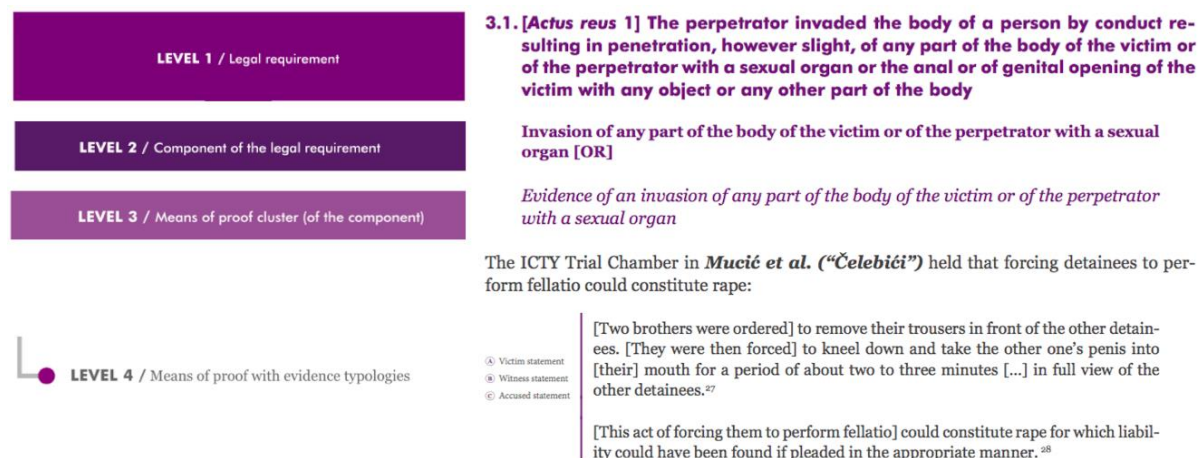 LEVEL 1 / Legal requirement
3.1. [Actus reus 1] The perpetrator invaded the body of a person by conduct re-
sulting in penetration, however slight, of any part of the body of the victim or
of the perpetrator with a sexual organ or the anal or of genital opening of the
victim with any object or any other part of the body
LEVEL 2 / Component of the legal requirement
Invasion of any part of the body of the victim or of the perpetrator with a sexual
organ [OR]
LEVEL 3 / Means of proof cluster (of the component)
Evidence of an invasion of any part of the body of the victim or of the perpetrator
with a sexual organ
The ICTY Trial Chamber in Mucić et al. (“Čelebići”) held that forcing detainees to per-
form fellatio could constitute rape:
LEVEL 4 / Means of proof with evidence typologies
A Victim statement
B Witness statement
C Accused statement
[Two brothers were ordered] to remove their trousers in front of the other detain-
ees. [They were then forced] to kneel down and take the other one’s penis into
[their] mouth for a period of about two to three minutes [...] in full view of the
other detainees.²⁷
[This act of forcing them to perform fellatio] could constitute rape for which liabil-
ity could have been found if pleaded in the appropriate manner. ²⁸